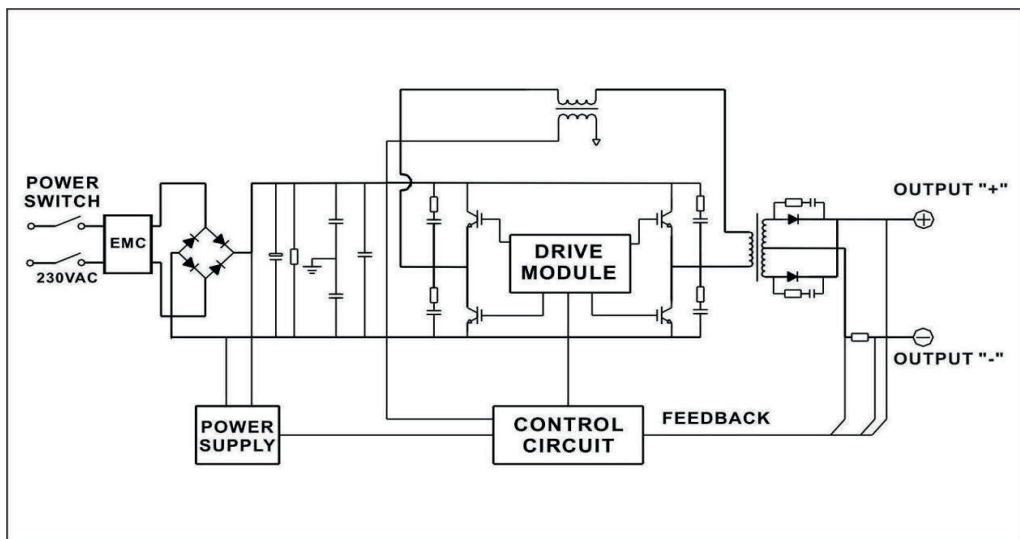 POWER
SWITCH
EMC
230VAC
DRIVE
MODULE
OUTPUT "+"
OUTPUT "-"
POWER
SUPPLY
CONTROL
CIRCUIT
FEEDBACK